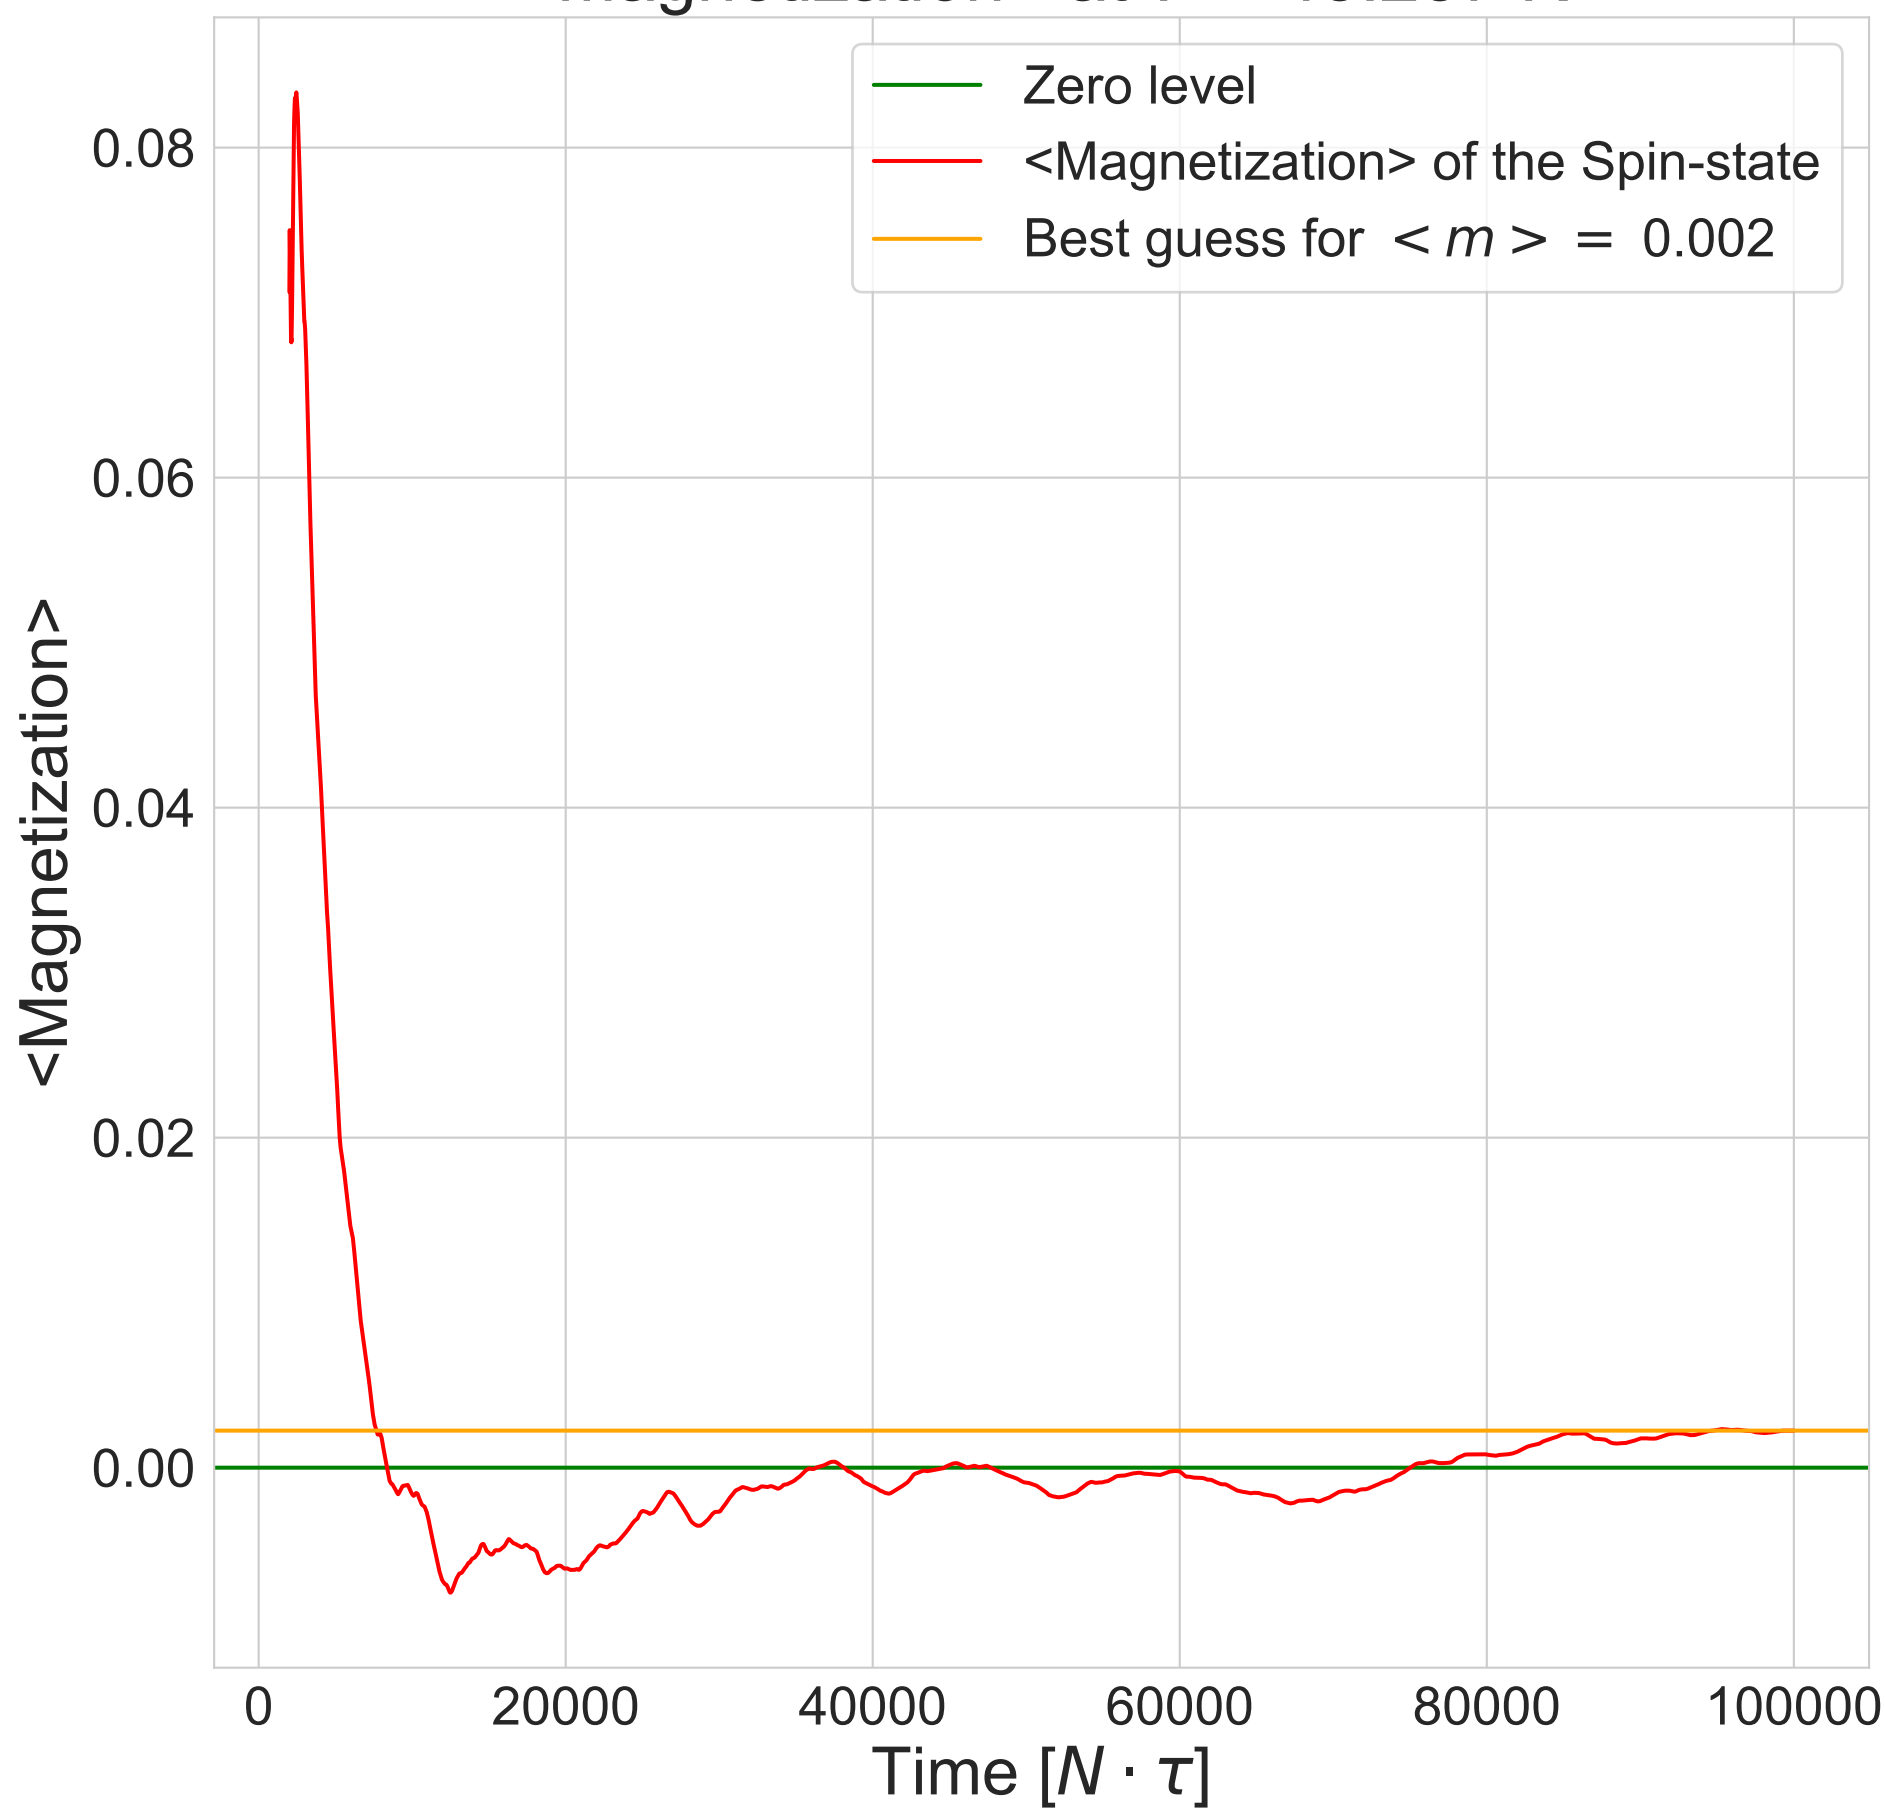 Zero level
<Magnetization> of the Spin-state
Best guess for < m > = 0.002
0.08
0.06
0.04
0.02
0.00
<Magnetization>
0 20000 40000 60000 80000 100000
Time [N · τ]